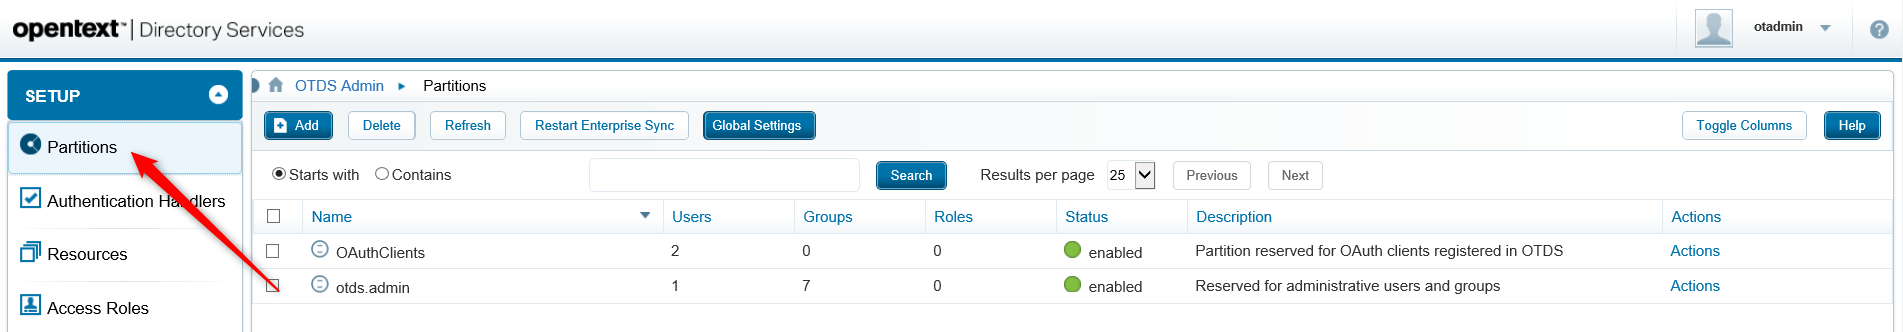 opentext™ | Directory Services
otadmin
?
SETUP
OTDS Admin Partitions
Add Delete Refresh Restart Enterprise Sync Global Settings Toggle Columns Help
Partitions
Starts with Contains Search Results per page 25 Previous Next
Authentication Handlers
Name Users Groups Roles Status Description Actions
OAuthClients 2 0 0 enabled Partition reserved for OAuth clients registered in OTDS Actions
Resources
otds.admin 1 7 0 enabled Reserved for administrative users and groups Actions
Access Roles